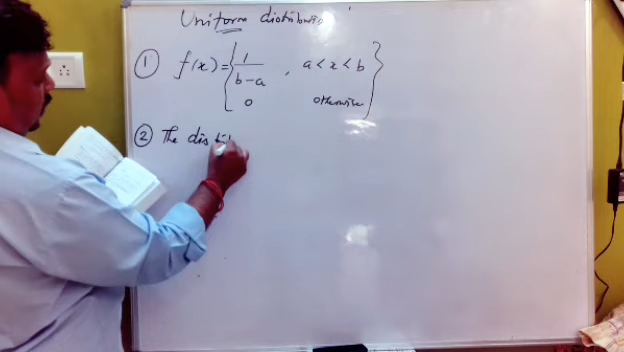 Uniform distribution
① f(x) = { 1/(b-a) , a < x < b }
0 otherwise
② The dis